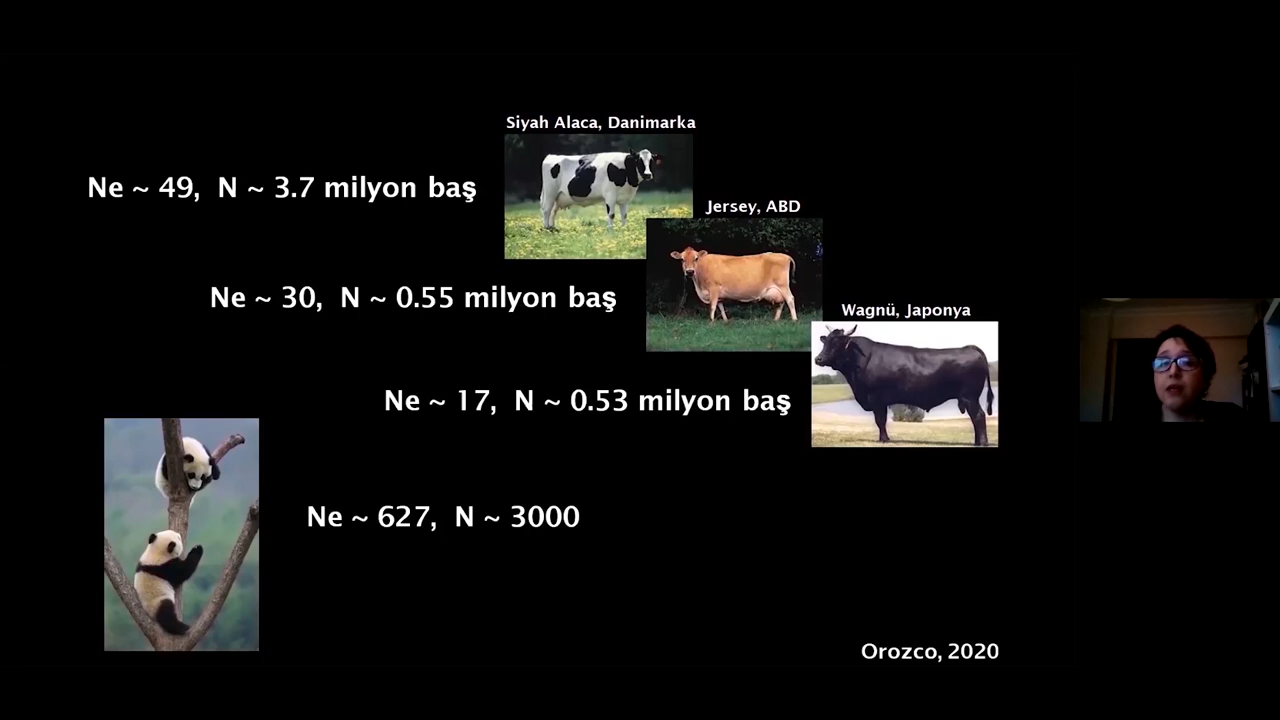 Siyah Alaca, Danimarka
Ne ~ 49, N ~ 3.7 milyon baş
Jersey, ABD
Ne ~ 30, N ~ 0.55 milyon baş
Wagnü, Japonya
Ne ~ 17, N ~ 0.53 milyon baş
Ne ~ 627, N ~ 3000
Orozco, 2020